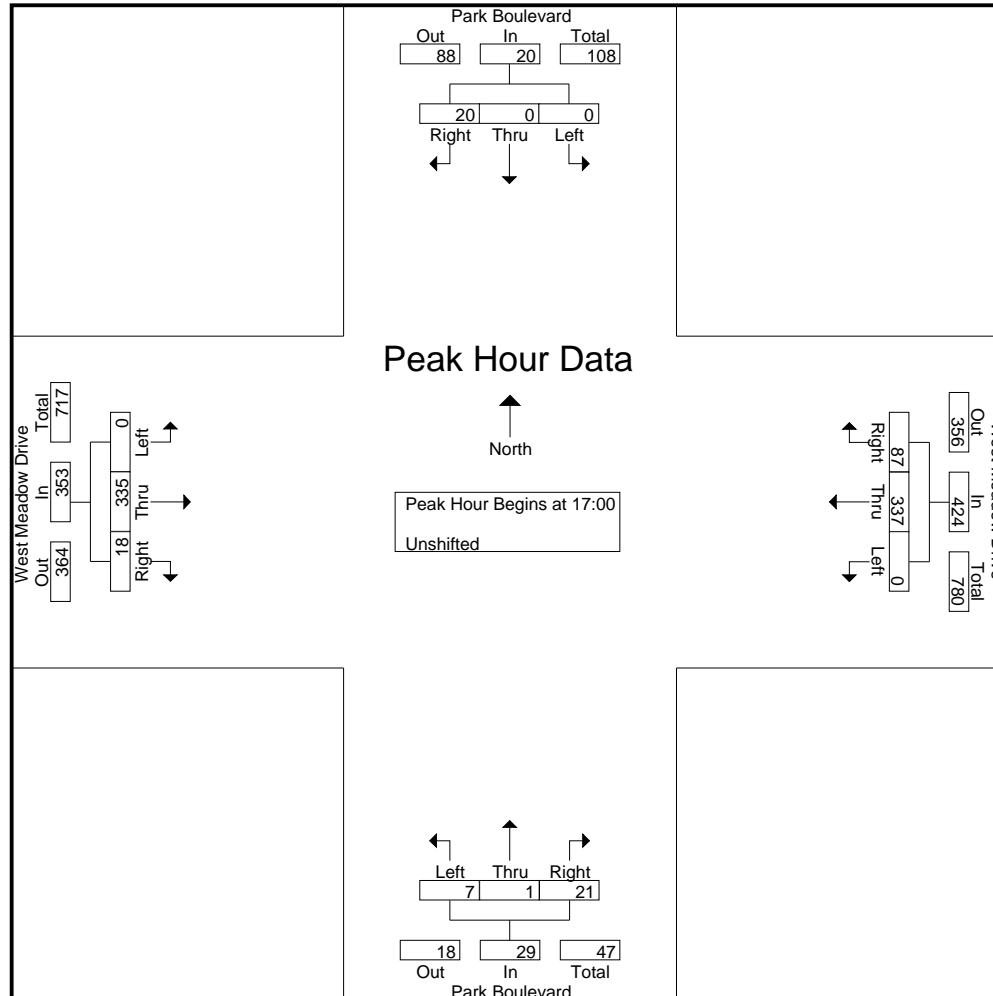 Park Boulevard
Out In Total
88 20 108
20 0 0
Right Thru Left
Peak Hour Data
North
Peak Hour Begins at 17:00
Unshifted
West Meadow Drive
Out In Total
364 353 717
18 335 0
Right Thru Left
Out In Total
356 424 780
87 337 0
Right Thru Left
Left Thru Right
7 1 21
18 29 47
Out In Total
Park Boulevard